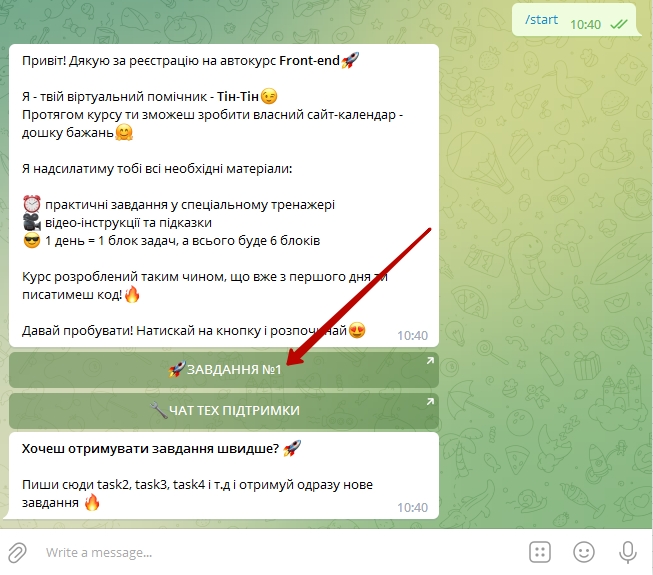 /start
10:40
Привіт! Дякую за реєстрацію на автокурс Front-end🚀
Я - твій віртуальний помічник - Тін-Тін😉
Протягом курсу ти зможеш зробити власний сайт-календар -
дошку бажань🤗
Я надсилатиму тобі всі необхідні матеріали:
⏰ практичні завдання у спеціальному тренажері
🎥 відео-інструкції та підказки
😎 1 день = 1 блок задач, а всього буде 6 блоків
Курс розроблений таким чином, що вже з першого дня ти
писатимеш код!🔥
Давай пробувати! Натискай на кнопку і розпочинай😍
10:40
🚀ЗАВДАННЯ №1
🔧ЧАТ ТЕХ ПІДТРИМКИ
Хочеш отримувати завдання швидше? 🚀
Пиши сюди task2, task3, task4 і т.д і отримуй одразу нове
завдання 🔥
10:40
Write a message...